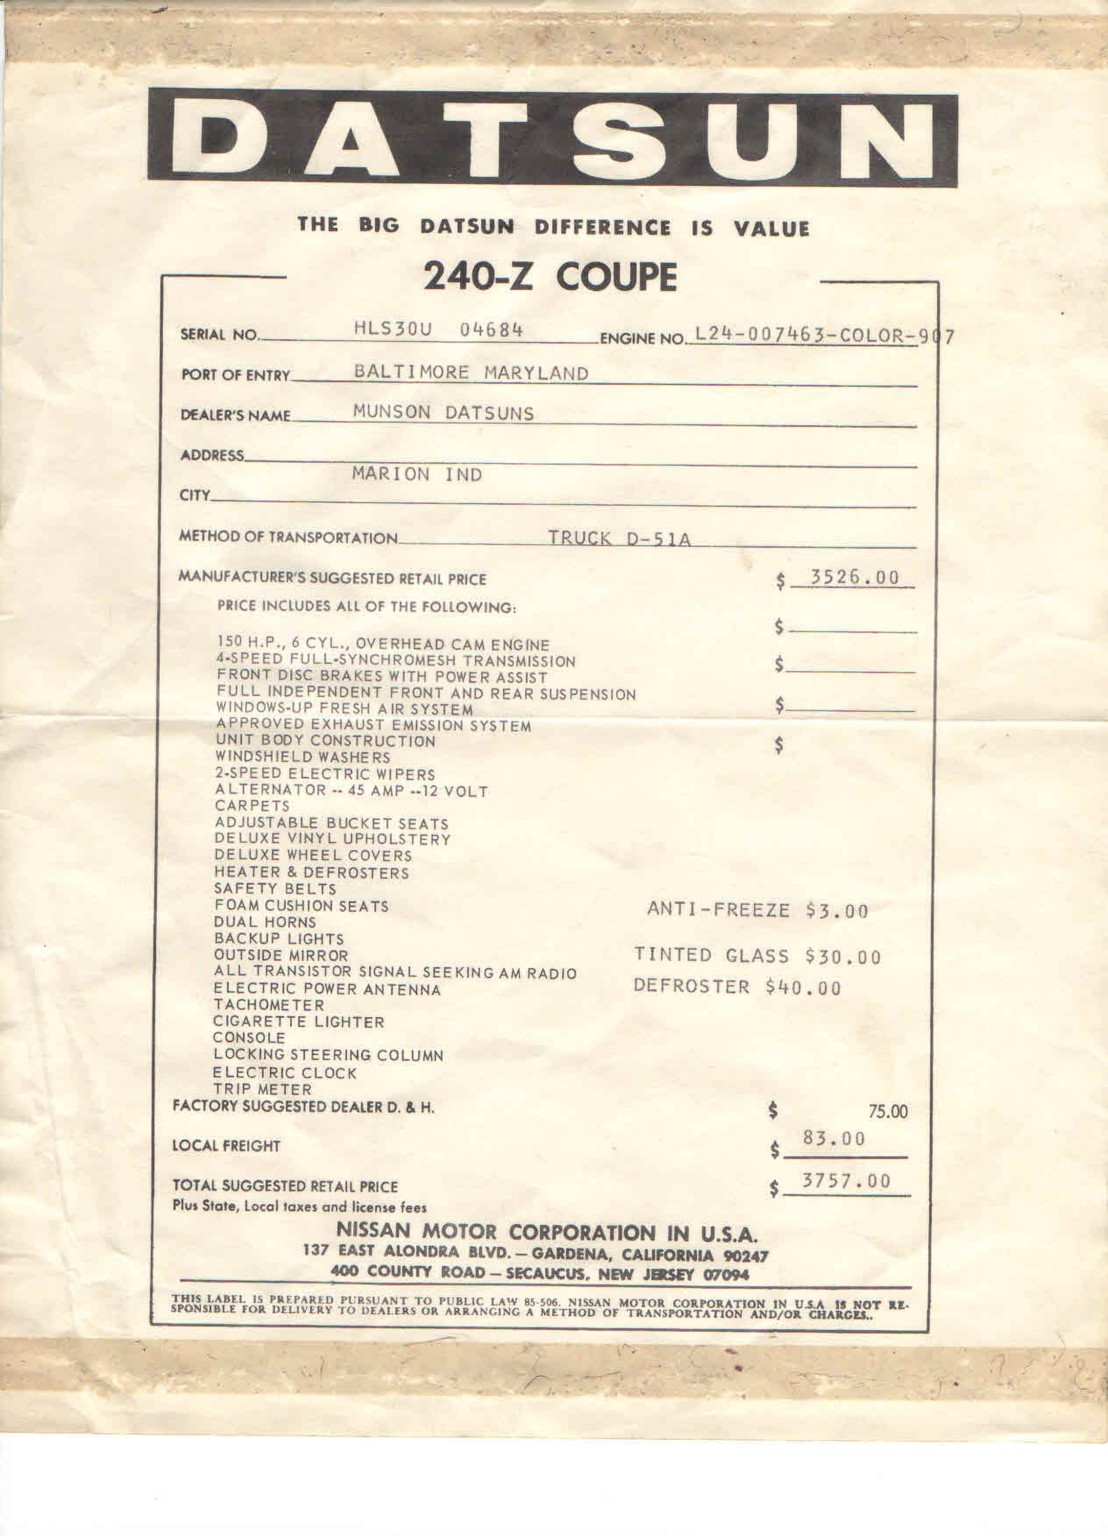 DATSUN
THE BIG DATSUN DIFFERENCE IS VALUE
240-Z COUPE
SERIAL NO. HLS30U 04684 ENGINE NO. L24-007463-COLOR-907
PORT OF ENTRY BALTIMORE MARYLAND
DEALER'S NAME MUNSON DATSUNS
ADDRESS
MARION IND
CITY
METHOD OF TRANSPORTATION TRUCK D-51A
MANUFACTURER'S SUGGESTED RETAIL PRICE $ 3526.00
PRICE INCLUDES ALL OF THE FOLLOWING:
$
150 H.P., 6 CYL., OVERHEAD CAM ENGINE
4-SPEED FULL-SYNCHROMESH TRANSMISSION $
FRONT DISC BRAKES WITH POWER ASSIST
FULL INDEPENDENT FRONT AND REAR SUSPENSION
WINDOWS-UP FRESH AIR SYSTEM $
APPROVED EXHAUST EMISSION SYSTEM
UNIT BODY CONSTRUCTION $
WINDSHIELD WASHERS
2-SPEED ELECTRIC WIPERS
ALTERNATOR -- 45 AMP --12 VOLT
CARPETS
ADJUSTABLE BUCKET SEATS
DELUXE VINYL UPHOLSTERY
DELUXE WHEEL COVERS
HEATER & DEFROSTERS
SAFETY BELTS
FOAM CUSHION SEATS ANTI-FREEZE $3.00
DUAL HORNS
BACKUP LIGHTS
OUTSIDE MIRROR TINTED GLASS $30.00
ALL TRANSISTOR SIGNAL SEEKING AM RADIO
ELECTRIC POWER ANTENNA DEFROSTER $40.00
TACHOMETER
CIGARETTE LIGHTER
CONSOLE
LOCKING STEERING COLUMN
ELECTRIC CLOCK
TRIP METER
FACTORY SUGGESTED DEALER D. & H. $ 75.00
LOCAL FREIGHT $ 83.00
TOTAL SUGGESTED RETAIL PRICE $ 3757.00
Plus State, Local taxes and license fees
NISSAN MOTOR CORPORATION IN U.S.A.
137 EAST ALONDRA BLVD. — GARDENA, CALIFORNIA 90247
400 COUNTY ROAD — SECAUCUS, NEW JERSEY 07094
THIS LABEL IS PREPARED PURSUANT TO PUBLIC LAW 85-506. NISSAN MOTOR CORPORATION IN U.S.A. IS NOT RE-
SPONSIBLE FOR DELIVERY TO DEALERS OR ARRANGING A METHOD OF TRANSPORTATION AND/OR CHARGES..